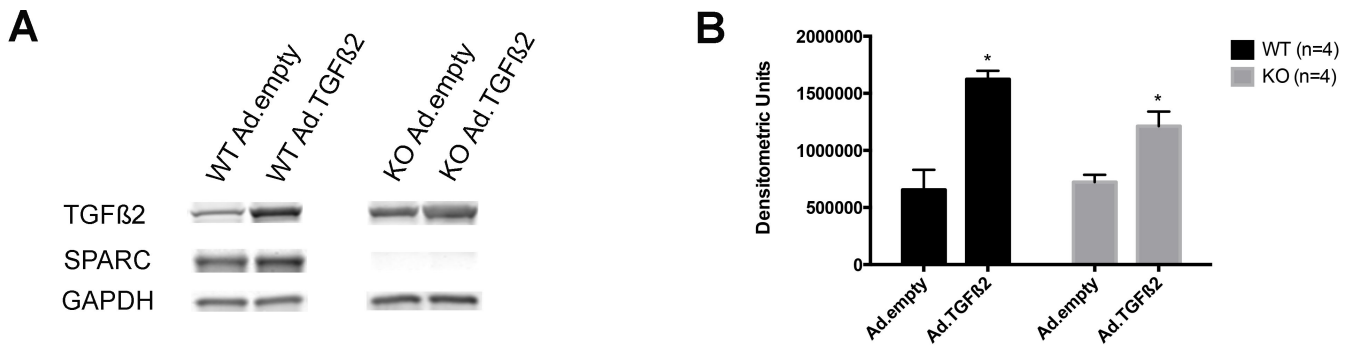 A
WT Ad.empty
WT Ad.TGFß2
KO Ad.empty
KO Ad.TGFß2
TGFß2
SPARC
GAPDH
B
2000000
1500000
1000000
500000
0
Densitometric Units
*
*
Ad.empty
Ad.TGFß2
Ad.empty
Ad.TGFß2
WT (n=4)
KO (n=4)